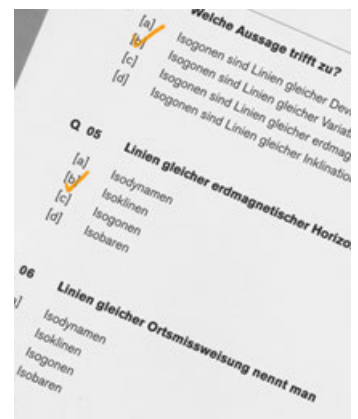 Welche Aussage trifft zu?
[a] Isogonen sind Linien gleicher
[b] Isogonen sind Linien gleicher
[c] Isogonen sind Linien gleicher
[d] Isogonen sind Linien gleicher
Q 05 Linien gleicher erdmagnetischer
[a] Isodynamen
[b] Isoklinen
[c] Isogonen
[d] Isobaren
06 Linien gleicher Ortsmissweisung nennt man
Isodynamen
Isoklinen
Isogonen
Isobaren